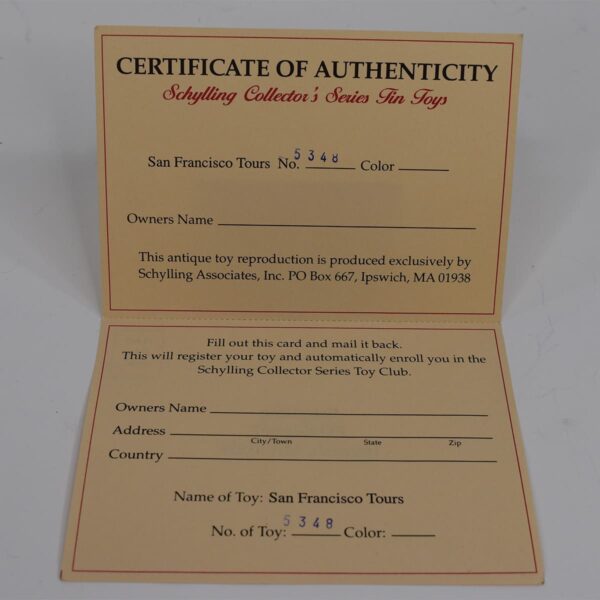 CERTIFICATE OF AUTHENTICITY
Schylling Collector's Series Tin Toys
San Francisco Tours No. 5348 Color
Owners Name
This antique toy reproduction is produced exclusively by
Schylling Associates, Inc. PO Box 667, Ipswich, MA 01938
Fill out this card and mail it back.
This will register your toy and automatically enroll you in the
Schylling Collector Series Toy Club.
Owners Name
Address
City/Town State Zip
Country
Name of Toy: San Francisco Tours
No. of Toy: 5348 Color: